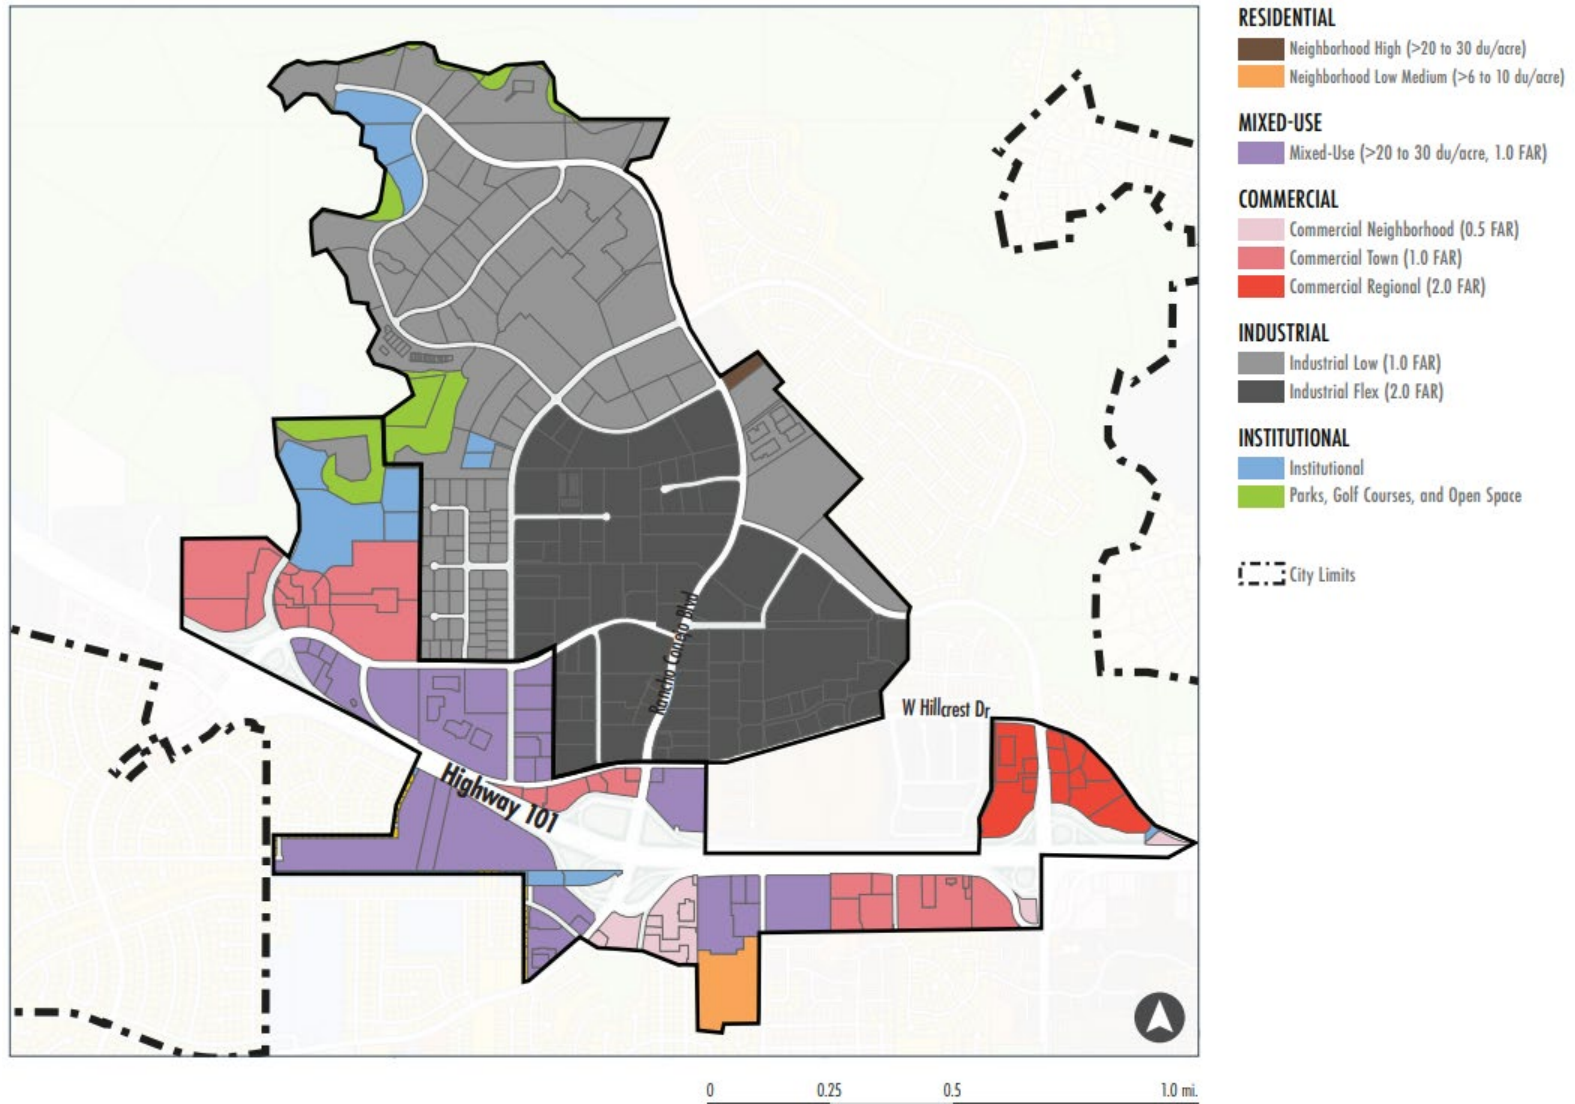 RESIDENTIAL
Neighborhood High (>20 to 30 du/acre)
Neighborhood Low Medium (>6 to 10 du/acre)
MIXED-USE
Mixed-Use (>20 to 30 du/acre, 1.0 FAR)
COMMERCIAL
Commercial Neighborhood (0.5 FAR)
Commercial Town (1.0 FAR)
Commercial Regional (2.0 FAR)
INDUSTRIAL
Industrial Low (1.0 FAR)
Industrial Flex (2.0 FAR)
INSTITUTIONAL
Institutional
Parks, Golf Courses, and Open Space
City Limits
Rancho Conejo Blvd
W Hillcrest Dr
Highway 101
0 0.25 0.5 1.0 mi.